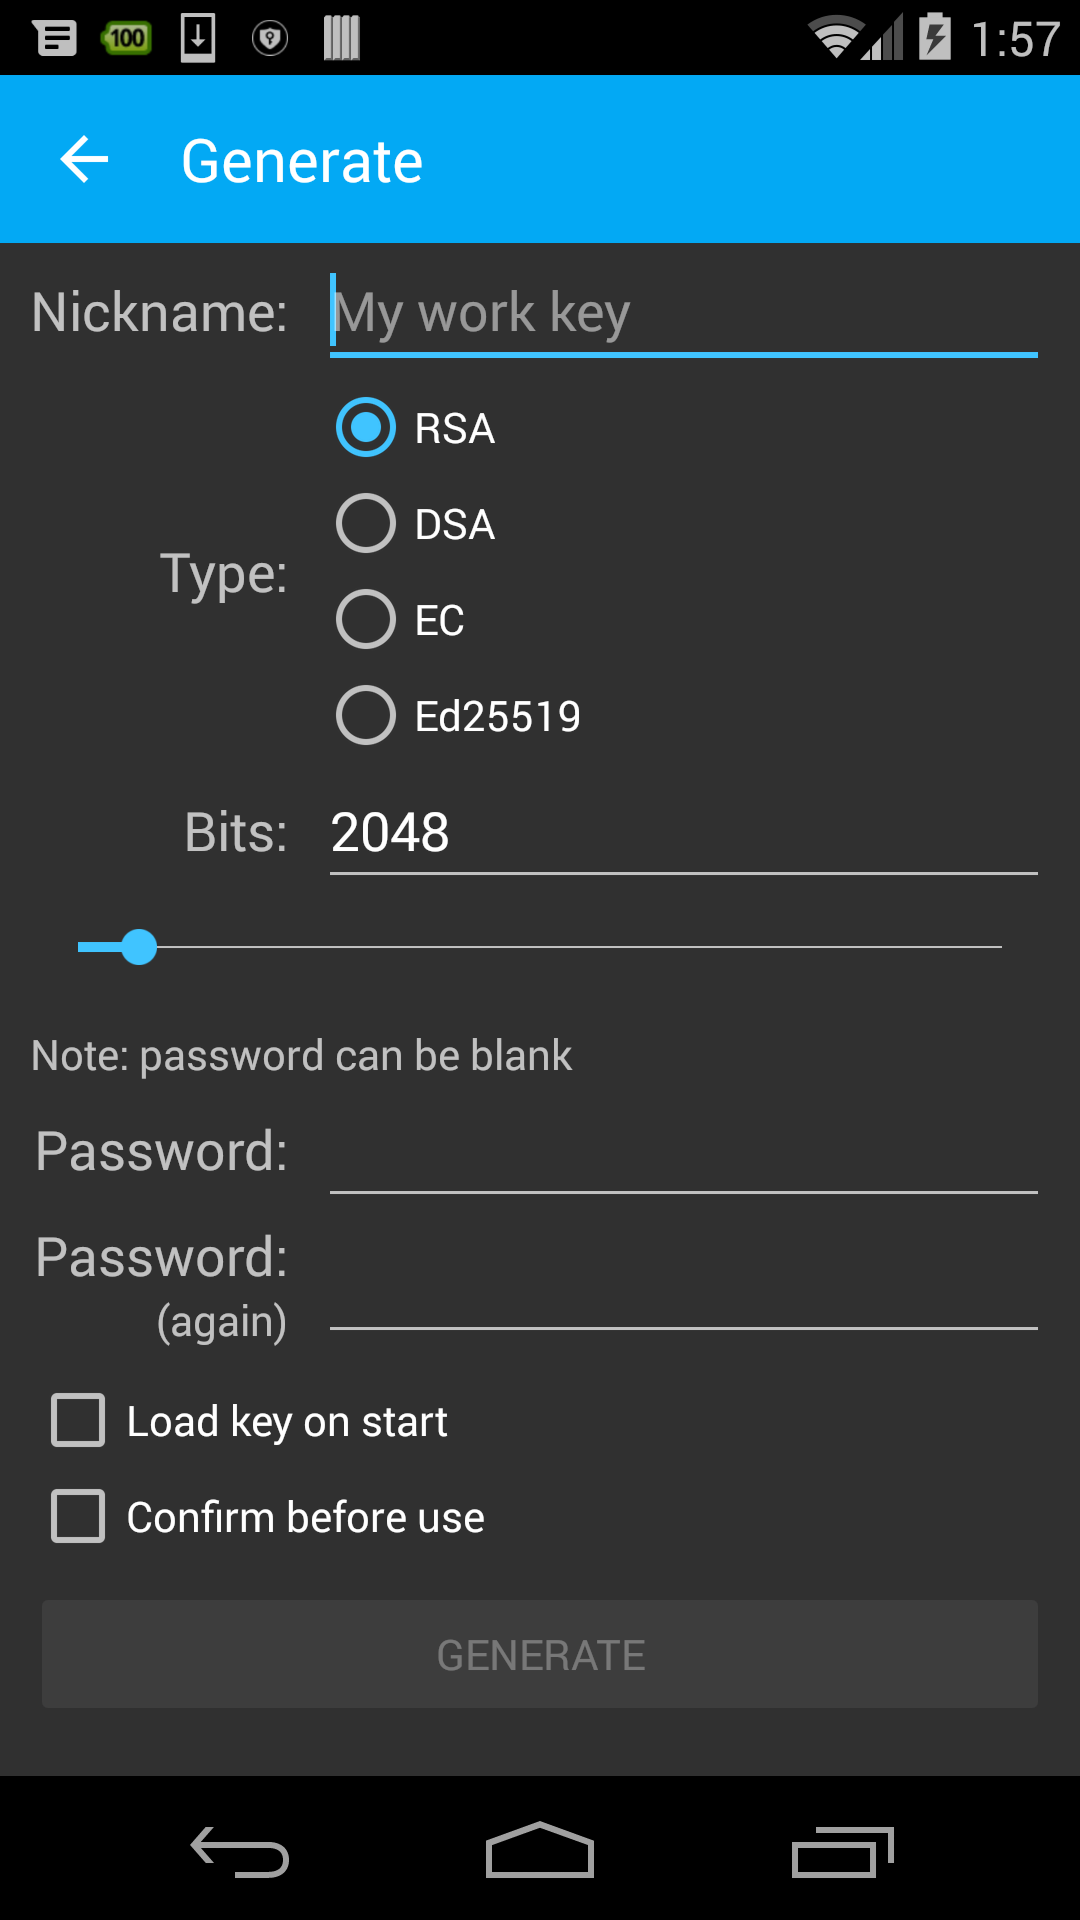 100 1:57
Generate
Nickname: My work key
RSA
DSA
Type:
EC
Ed25519
Bits: 2048
Note: password can be blank
Password:
Password:
(again)
Load key on start
Confirm before use
GENERATE